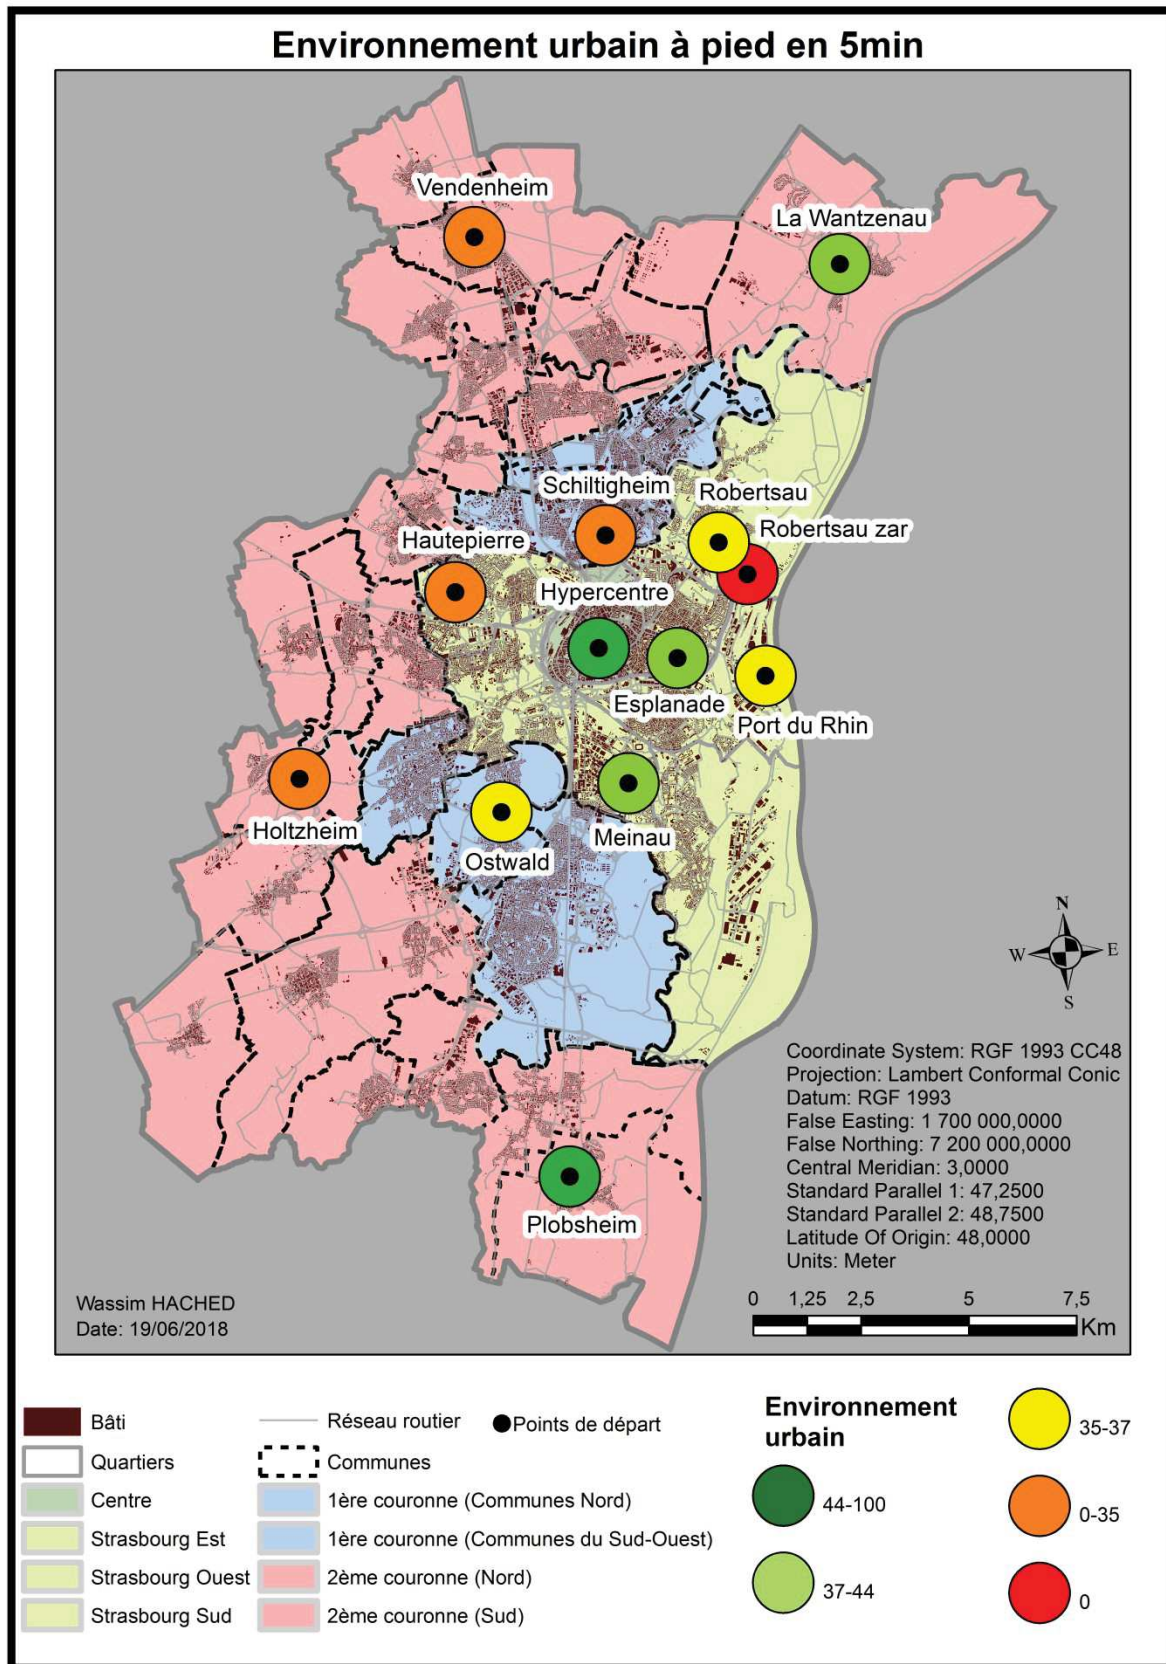 Environnement urbain à pied en 5min
Vendenheim
La Wantzenau
Schiltigheim
Robertsau
Robertsau zar
Hautepierre
Hypercentre
Esplanade
Port du Rhin
Holtzheim
Meinau
Ostwald
N
W
E
S
Coordinate System: RGF 1993 CC48
Projection: Lambert Conformal Conic
Datum: RGF 1993
False Easting: 1 700 000,0000
False Northing: 7 200 000,0000
Central Meridian: 3,0000
Standard Parallel 1: 47,2500
Standard Parallel 2: 48,7500
Latitude Of Origin: 48,0000
Units: Meter
Plobsheim
Wassim HACHED
Date: 19/06/2018
0 1,25 2,5 5 7,5
Km
Bâti
Quartiers
Centre
Strasbourg Est
Strasbourg Ouest
Strasbourg Sud
Réseau routier
Communes
1ère couronne (Communes Nord)
1ère couronne (Communes du Sud-Ouest)
2ème couronne (Nord)
2ème couronne (Sud)
Points de départ
Environnement
urbain
44-100
37-44
35-37
0-35
0